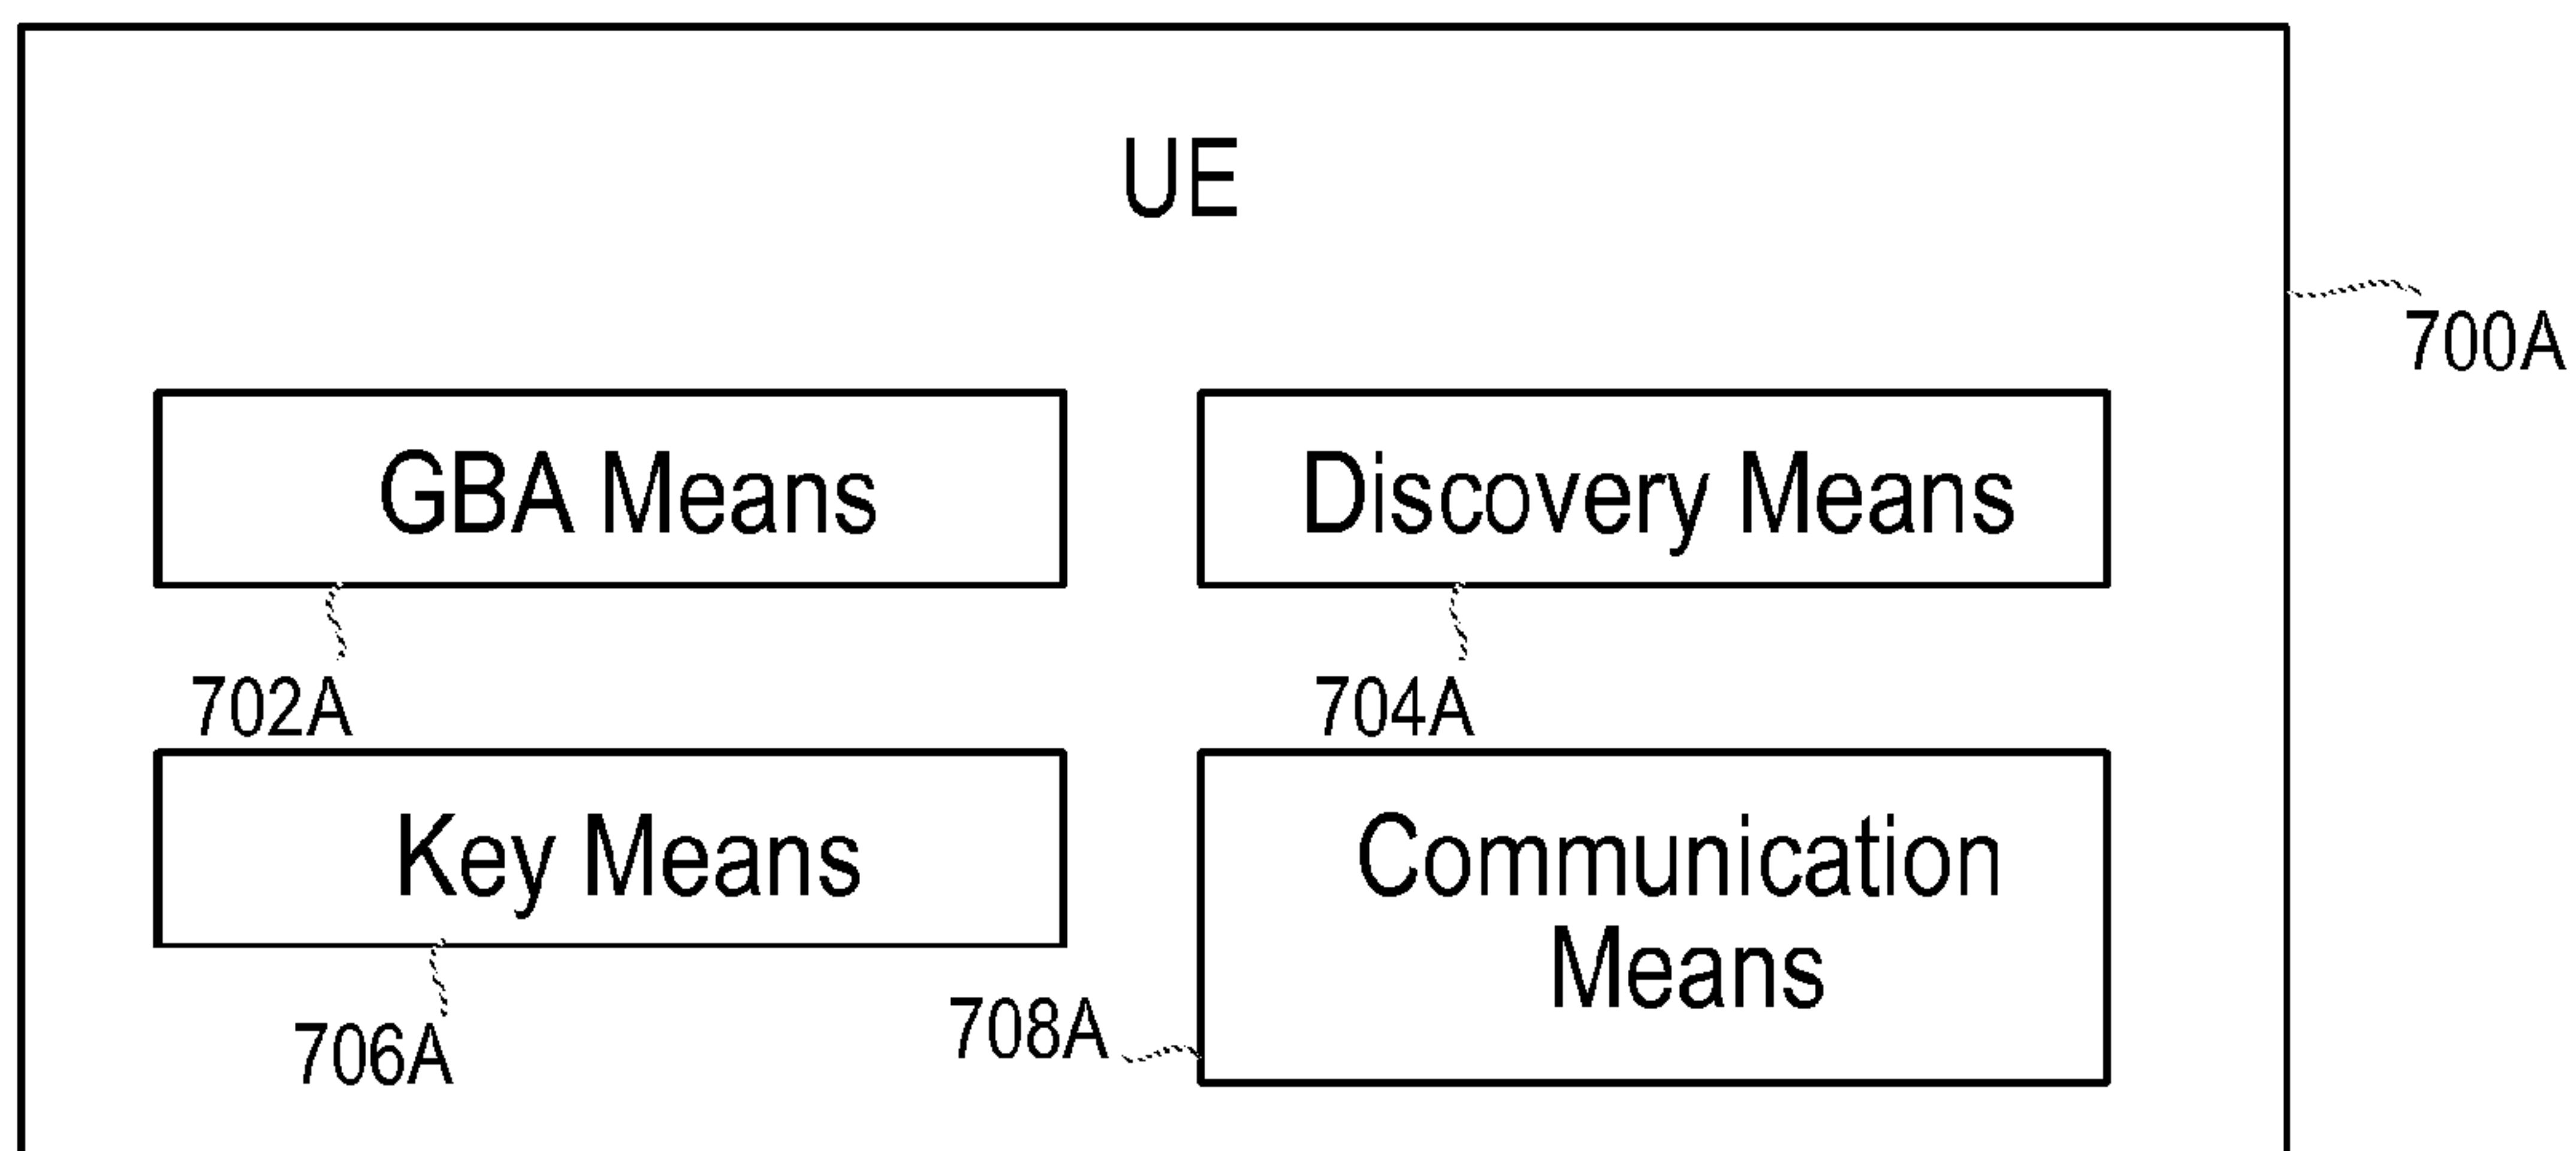 UE
700A
GBA Means
Discovery Means
702A
704A
Key Means
Communication
Means
706A
708A